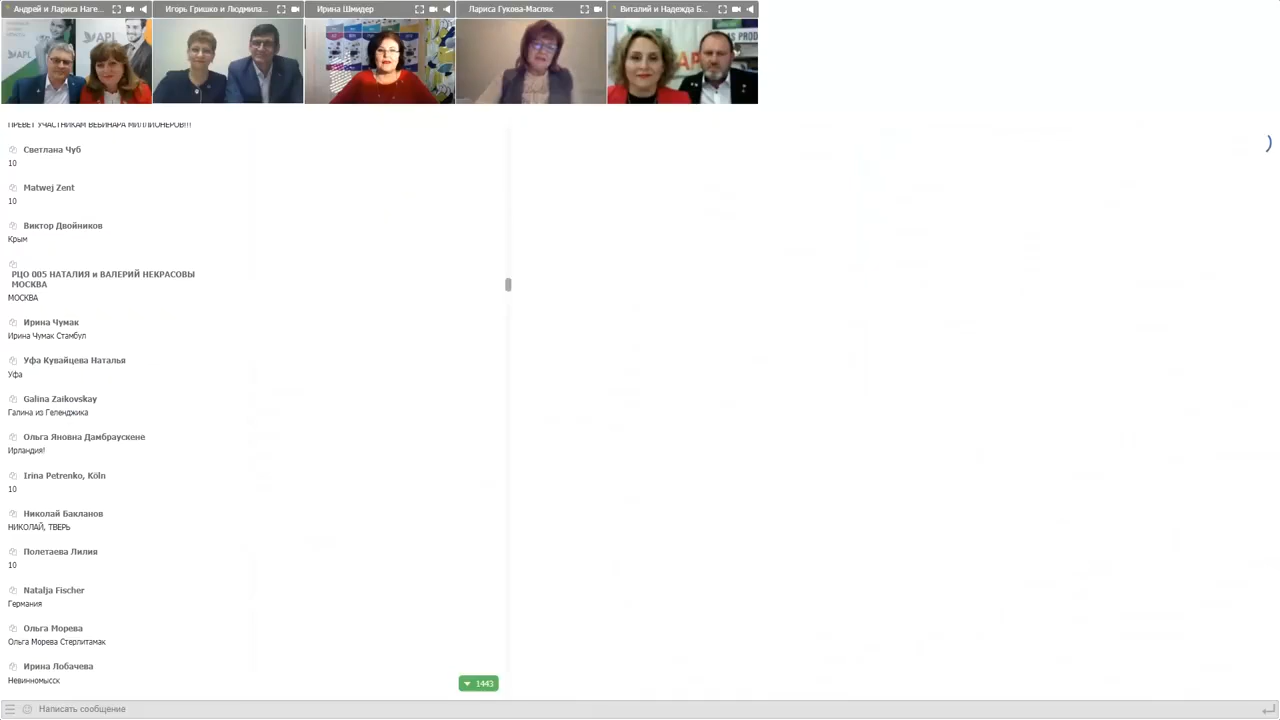 Андрей и Лариса Наге...
Игорь Гришко и Людмила...
Ирина Шмидер
Лариса Гукова-Масляк
Виталий и Надежда Б...
APL
APL
ПРЕВЕТ УЧАСТНИКАМ ВЕБИНАРА МИЛЛИОНЕРОВ!!!
Светлана Чуб
10
Matwej Zent
10
Виктор Двойников
Крым
РЦО 005 НАТАЛИЯ и ВАЛЕРИЙ НЕКРАСОВЫ
МОСКВА
МОСКВА
Ирина Чумак
Ирина Чумак Стамбул
Уфа Кувайцева Наталья
Уфа
Galina Zaikovskay
Галина из Геленджика
Ольга Яновна Дамбраускене
Ирландия!
Irina Petrenko, Köln
10
Николай Бакланов
НИКОЛАЙ, ТВЕРЬ
Полетаева Лилия
10
Natalja Fischer
Германия
Ольга Морева
Ольга Морева Стерлитамак
Ирина Лобачева
Невинномысск
1443
Написать сообщение